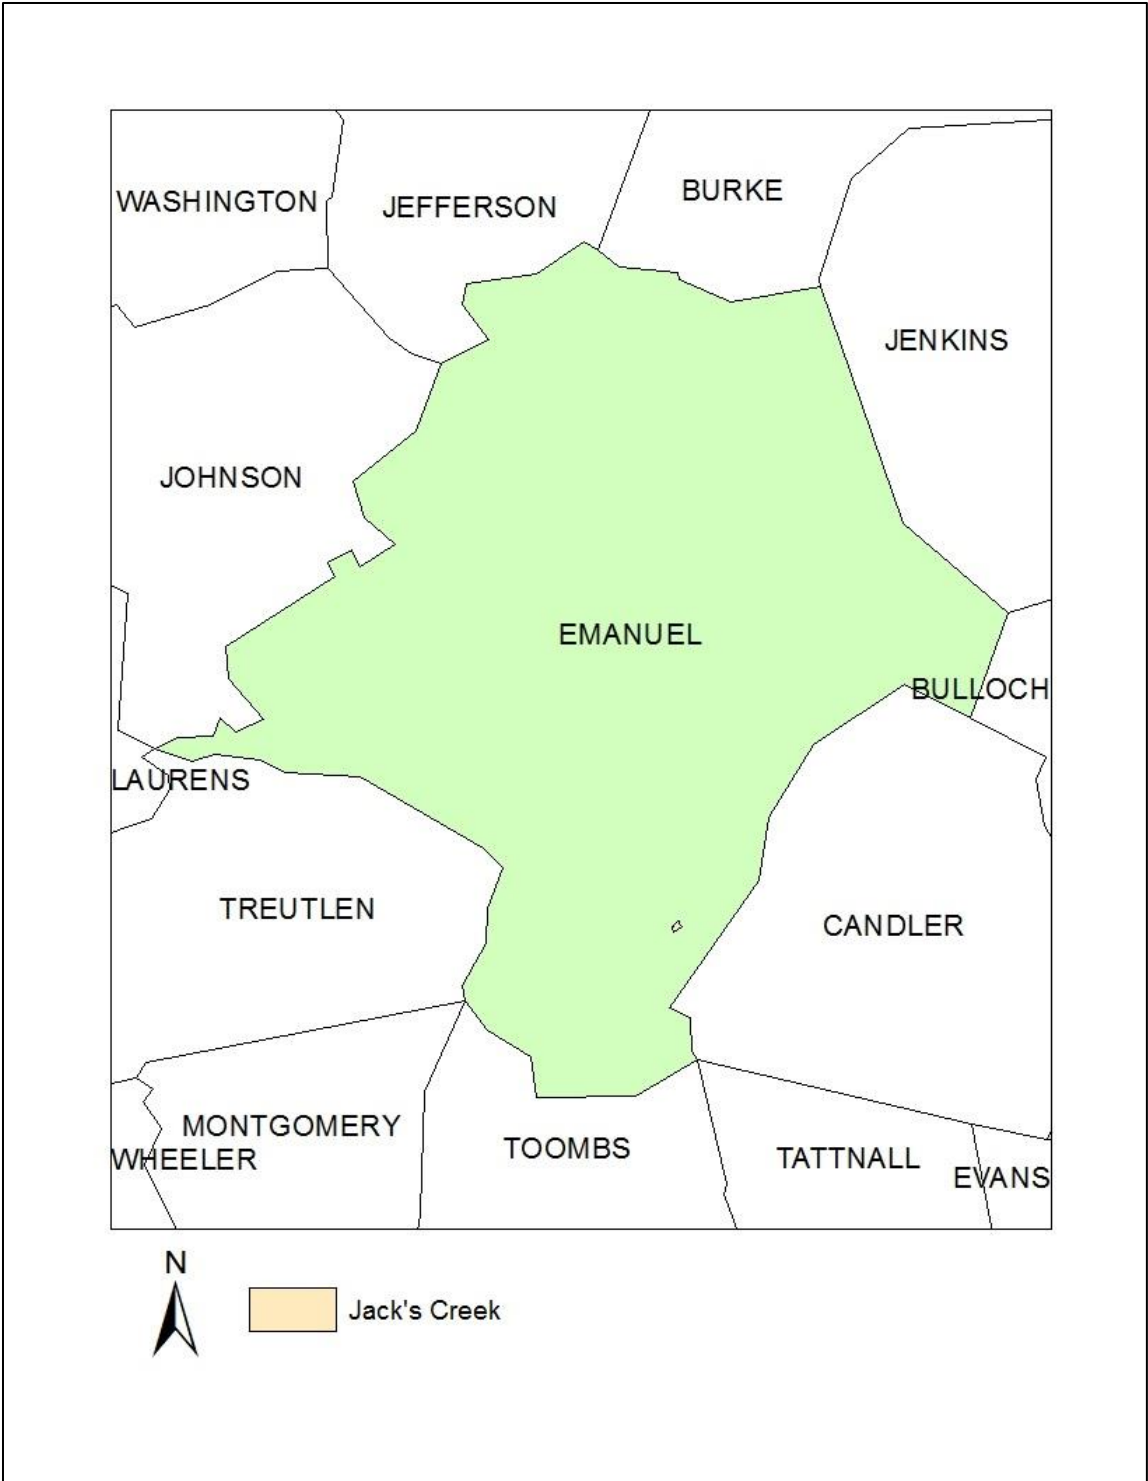 BURKE
WASHINGTON
JEFFERSON
JENKINS
JOHNSON
EMANUEL
BULLOCH
LAURENS
TREUTLEN
CANDLER
MONTGOMERY
TOOMBS
TATTNALL
WHEELER
EVANS
N
Jack's Creek